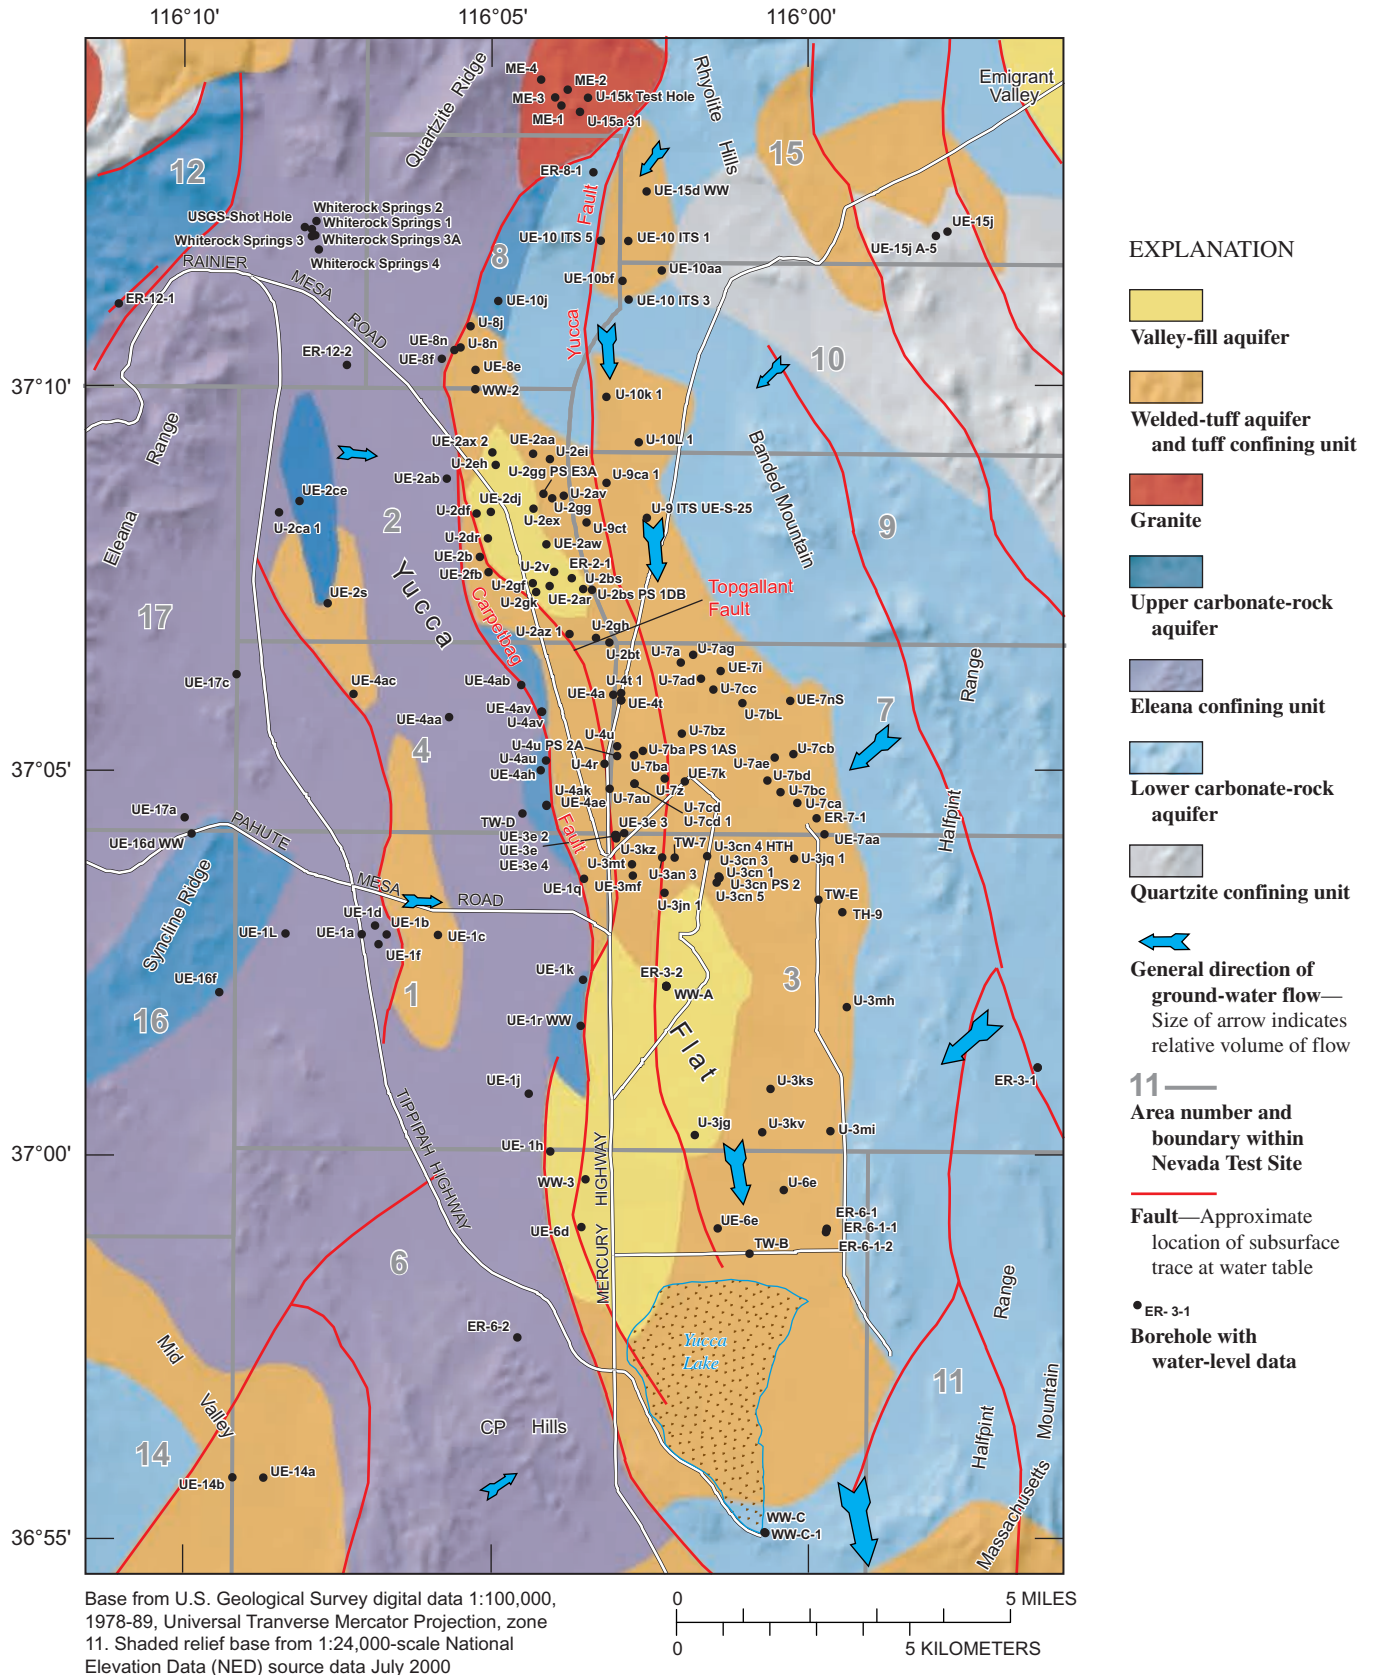 116°10'
116°05'
116°00'
Quartzite Ridge
ME-4
ME-2
ME-3
U-15k Test Hole
ME-1
U-15a 31
Rhyolite
Hills
Emigrant
Valley
12
15
ER-8-1
Fault
UE-15d WW
Whiterock Springs 2
USGS-Shot Hole
Whiterock Springs 1
Whiterock Springs 3
Whiterock Springs 3A
Whiterock Springs 4
UE-15j
UE-15j A-5
UE-10 ITS 5
UE-10 ITS 1
8
RAINIER
MESA
ROAD
UE-10aa
UE-10bf
UE-10j
UE-10 ITS 3
ER-12-1
Yucca
U-8j
UE-8n
U-8n
UE-8f
ER-12-2
UE-8e
10
37°10'
WW-2
U-10k 1
Range
Eleana
UE-2ax 2
UE-2aa
U-10L 1
U-2ei
U-2eh
U-2gg PS E3A
Banded Mountain
UE-2ab
U-9ca 1
UE-2ce
UE-2dj
U-2av
U-2gg
U-9 ITS UE-S-25
U-2ca 1
2
U-2df
U-2ex
U-9ct
9
U-2dr
UE-2aw
UE-2b
U-2v
ER-2-1
UE-2fb
U-2bs
Yucca
U-2gf
Topgallant
Fault
UE-2ar
U-2bs PS 1DB
U-2gk
UE-2s
17
Carpetbag
U-2az 1
U-2gh
U-2bt
U-7a
U-7ag
Range
UE-7i
UE-17c
UE-4ab
U-4t 1
U-7ad
UE-4ac
UE-4a
U-7cc
UE-4t
UE-7nS
U-7bL
7
UE-4av
U-4av
UE-4aa
U-4u
U-7bz
4
U-4u PS 2A
U-7ba PS 1AS
U-7cb
U-4au
U-4r
U-7ba
U-7ae
37°05'
UE-4ah
UE-7k
U-7bd
U-4ak
U-7z
U-7bc
UE-4ae
U-7au
U-7cd
U-7ca
UE-17a
TW-D
U-7cd 1
ER-7-1
Halfpint
PAHUTE
Fault
UE-3e 3
UE-16d WW
UE-3e 2
UE-7aa
UE-3e
U-3kz
TW-7
U-3cn 4 HTH
UE-3e 4
U-3mt
U-3cn 3
U-3jq 1
U-3cn 1
MESA
UE-1q
UE-3mf
U-3an 3
U-3cn PS 2
U-3cn 5
ROAD
TW-E
U-3jn 1
TH-9
Syncline Ridge
UE-1d
UE-1b
UE-1L
UE-1a
UE-1c
UE-1f
UE-1k
ER-3-2
3
UE-16f
WW-A
1
16
UE-1r WW
U-3mh
Flat
UE-1j
U-3ks
ER-3-1
TIPPIPAH HIGHWAY
U-3jg
U-3kv
U-3mi
37°00'
UE- 1h
WW-3
U-6e
MERCURY HIGHWAY
UE-6d
UE-6e
ER-6-1
ER-6-1-1
ER-6-1-2
TW-B
6
Range
ER-6-2
Yucca
Lake
Mid
Valley
11
CP Hills
Halfpint
Massachusetts Mountain
14
UE-14a
UE-14b
WW-C
WW-C-1
36°55'
EXPLANATION
Valley-fill aquifer
Welded-tuff aquifer
and tuff confining unit
Granite
Upper carbonate-rock
aquifer
Eleana confining unit
Lower carbonate-rock
aquifer
Quartzite confining unit
General direction of
ground-water flow—
Size of arrow indicates
relative volume of flow
11
Area number and
boundary within
Nevada Test Site
Fault—Approximate
location of subsurface
trace at water table
ER- 3-1
Borehole with
water-level data
Base from U.S. Geological Survey digital data 1:100,000,
1978-89, Universal Tranverse Mercator Projection, zone
11. Shaded relief base from 1:24,000-scale National
Elevation Data (NED) source data July 2000
0 5 MILES
0 5 KILOMETERS